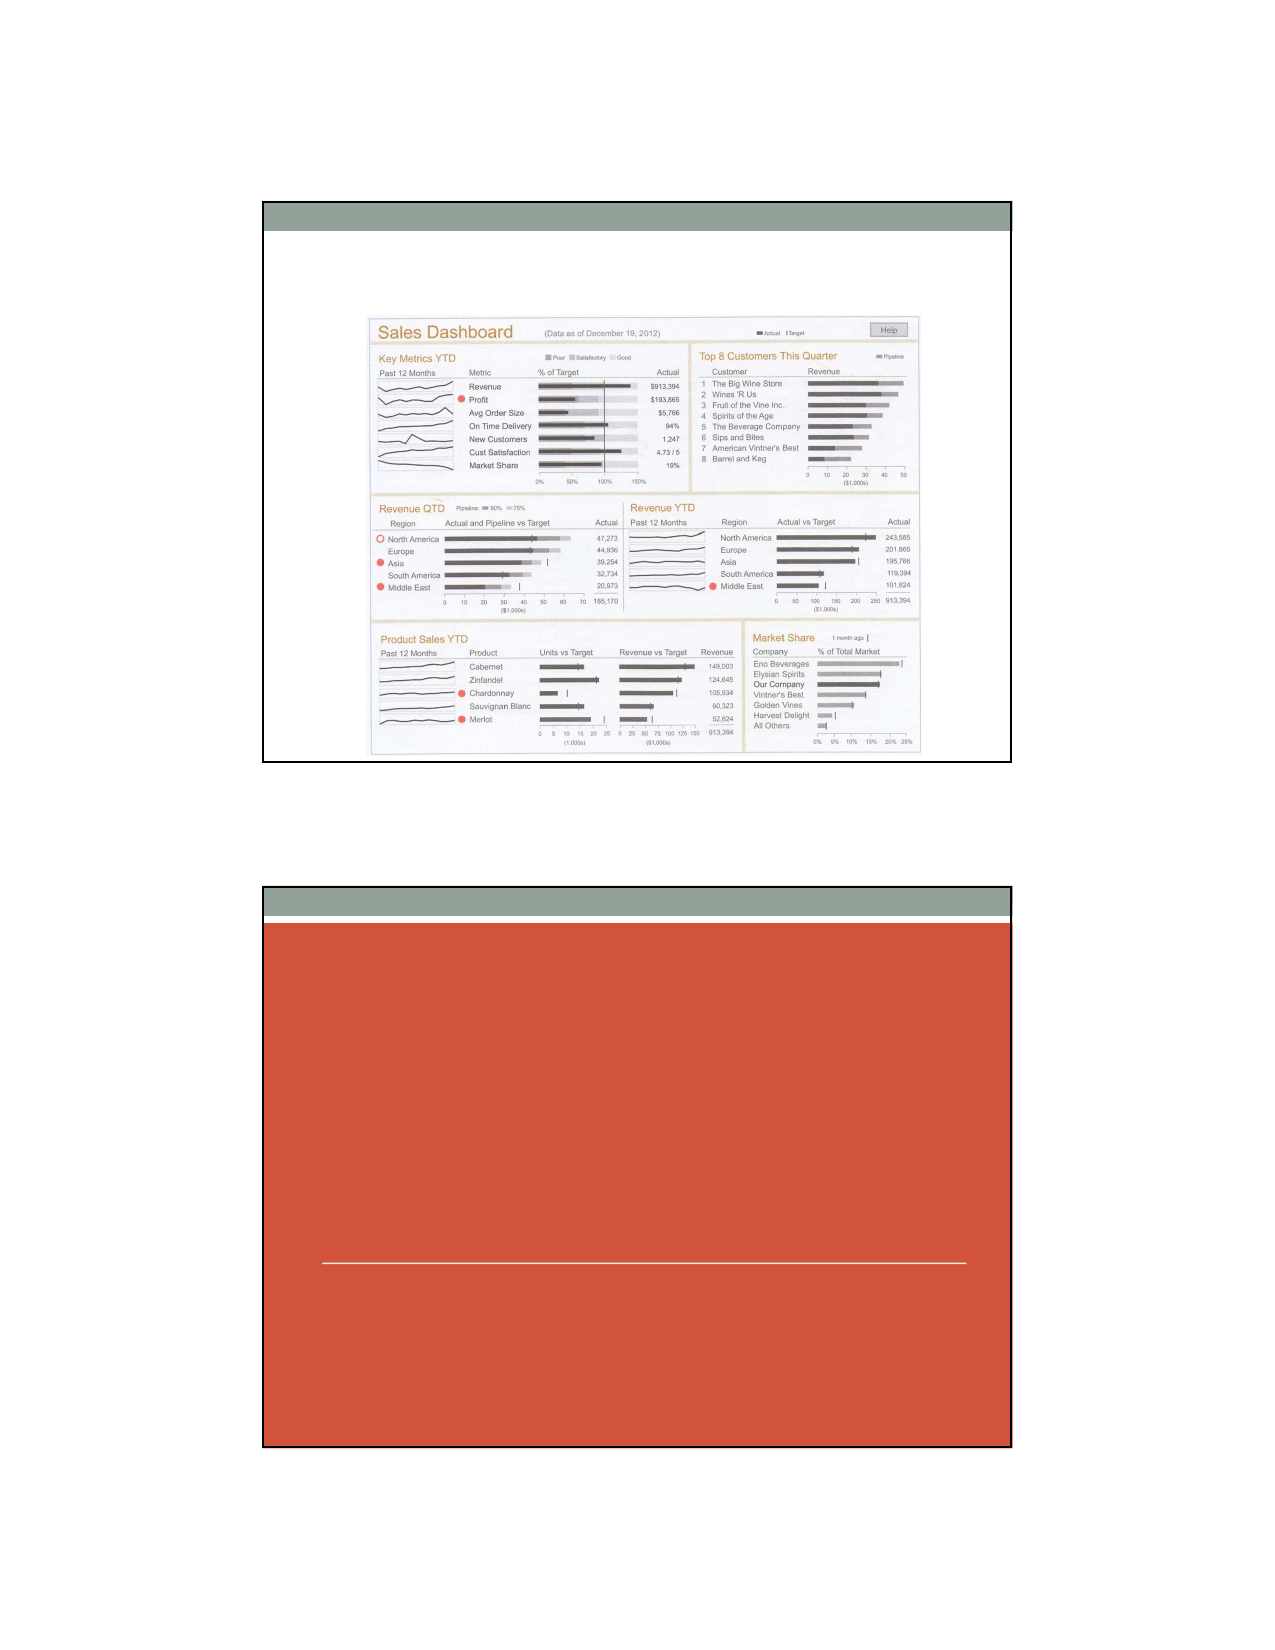 Sales Dashboard (Data as of December 19, 2012) Actual Target Help
Key Metrics YTD Poor Satisfactory Good
Past 12 Months Metric % of Target Actual
Revenue $913,394
Profit $193,865
Avg Order Size $5,766
On Time Delivery 94%
New Customers 1,247
Cust Satisfaction 4.73 / 5
Market Share 19%
0% 50% 100% 150%
Top 8 Customers This Quarter Pipeline
Customer Revenue
1 The Big Wine Store
2 Wines 'R Us
3 Fruit of the Vine Inc.
4 Spirits of the Age
5 The Beverage Company
6 Sips and Bites
7 American Vintner's Best
8 Barrel and Keg
0 10 20 30 40 50
($1,000s)
Revenue QTD Pipleline: 90% 75%
Region Actual and Pipeline vs Target Actual
North America 47,273
Europe 44,936
Asia 39,254
South America 32,734
Middle East 20,973
0 10 20 30 40 50 60 70 185,170
($1,000s)
Revenue YTD
Past 12 Months Region Actual vs Target Actual
North America 243,585
Europe 201,865
Asia 195,766
South America 119,394
Middle East 101,624
0 50 100 150 200 250 913,394
($1,000s)
Product Sales YTD
Past 12 Months Product Units vs Target Revenue vs Target Revenue
Cabernet 149,003
Zinfandel 124,645
Chardonnay 105,934
Sauvignan Blanc 60,323
Merlot 52,624
0 5 10 15 20 25 0 25 50 75 100 125 150 913,394
(1,000s) ($1,000s)
Market Share 1 month ago
Company % of Total Market
Eno Beverages
Elysian Spirits
Our Company
Vintner's Best
Golden Vines
Harvest Delight
All Others
0% 5% 10% 15% 20% 25%